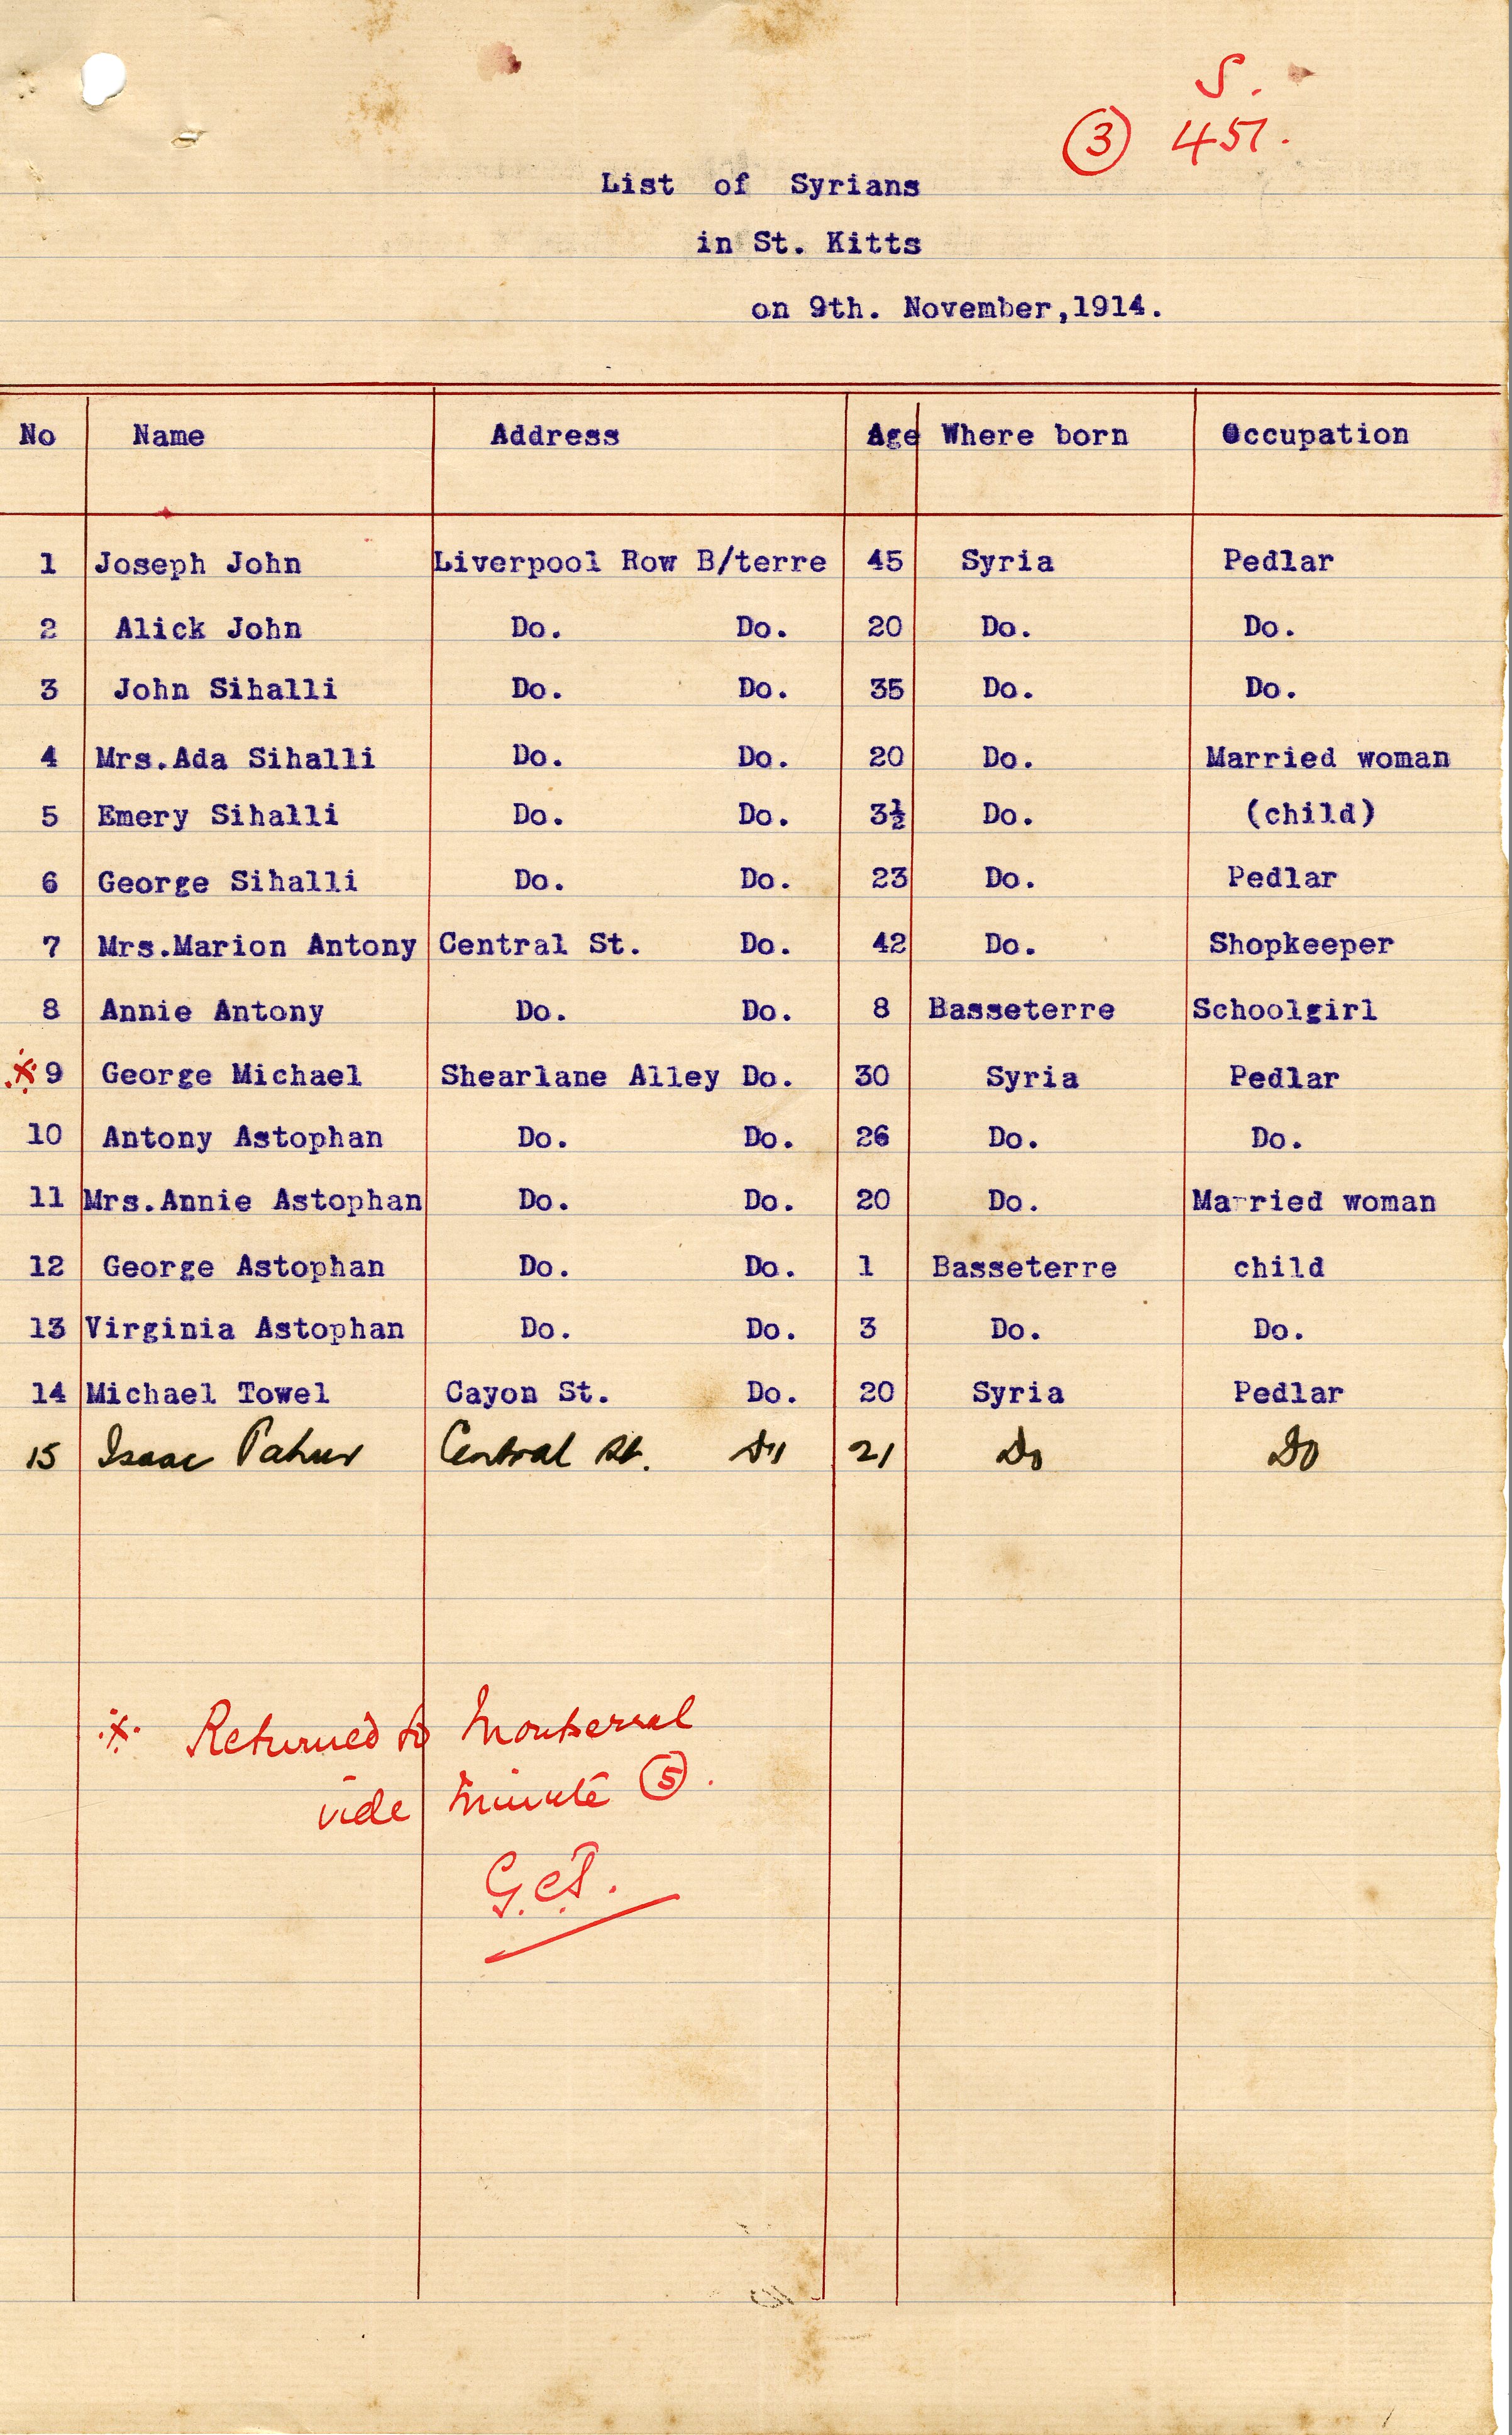 S.
③ 451.
List of Syrians
in St. Kitts
on 9th. November,1914.
No Name Address Age Where born Occupation
1 Joseph John Liverpool Row B/terre 45 Syria Pedlar
2 Alick John Do. Do. 20 Do. Do.
3 John Sihalli Do. Do. 35 Do. Do.
4 Mrs.Ada Sihalli Do. Do. 20 Do. Married woman
5 Emery Sihalli Do. Do. 3½ Do. (child)
6 George Sihalli Do. Do. 23 Do. Pedlar
7 Mrs.Marion Antony Central St. Do. 42 Do. Shopkeeper
8 Annie Antony Do. Do. 8 Basseterre Schoolgirl
※ 9 George Michael Shearlane Alley Do. 30 Syria Pedlar
10 Antony Astophan Do. Do. 26 Do. Do.
11 Mrs.Annie Astophan Do. Do. 20 Do. Married woman
12 George Astophan Do. Do. 1 Basseterre child
13 Virginia Astophan Do. Do. 3 Do. Do.
14 Michael Towel Cayon St. Do. 20 Syria Pedlar
15 Isaac Central St. Do 21 Do Do
※ Returned to Montserrat
vide minute ⑤.